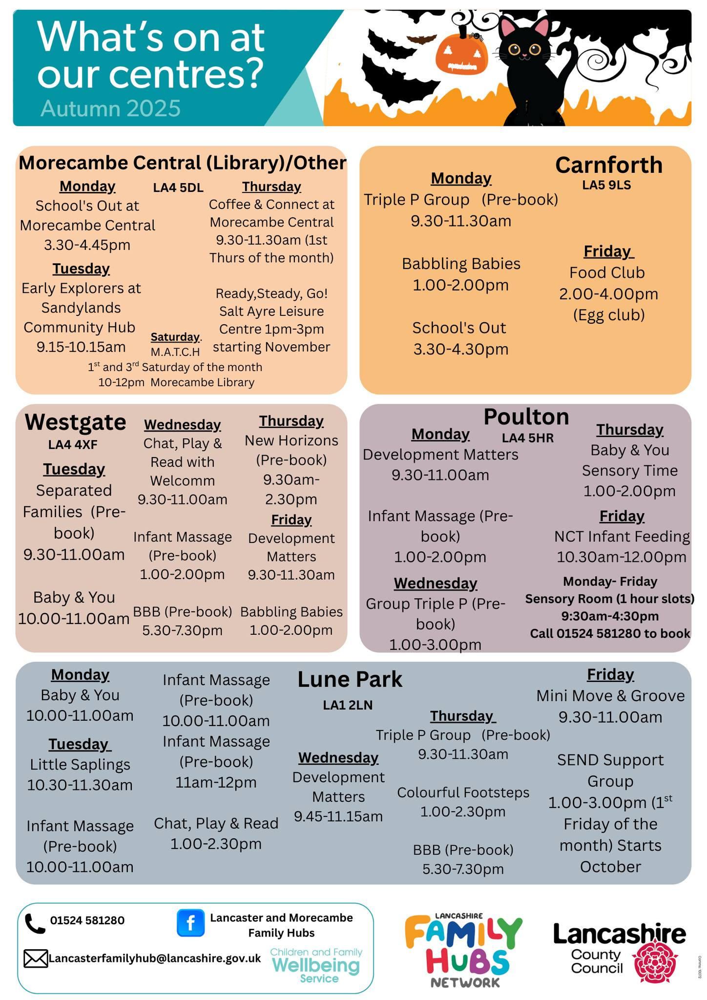 What's on at
our centres?
Autumn 2025
Morecambe Central (Library)/Other
LA4 5DL
Monday
School's Out at
Morecambe Central
3.30-4.45pm
Tuesday
Early Explorers at
Sandylands
Community Hub
9.15-10.15am
Thursday
Coffee & Connect at
Morecambe Central
9.30-11.30am (1st
Thurs of the month)
Ready,Steady, Go!
Salt Ayre Leisure
Centre 1pm-3pm
starting November
Saturday.
M.A.T.C.H
1st and 3rd Saturday of the month
10-12pm Morecambe Library
Carnforth
LA5 9LS
Monday
Triple P Group (Pre-book)
9.30-11.30am
Babbling Babies
1.00-2.00pm
School's Out
3.30-4.30pm
Friday
Food Club
2.00-4.00pm
(Egg club)
Westgate
LA4 4XF
Tuesday
Separated
Families (Pre-
book)
9.30-11.00am
Baby & You
10.00-11.00am
Wednesday
Chat, Play &
Read with
Welcomm
9.30-11.00am
Infant Massage
(Pre-book)
1.00-2.00pm
BBB (Pre-book)
5.30-7.30pm
Thursday
New Horizons
(Pre-book)
9.30am-
2.30pm
Friday
Development
Matters
9.30-11.30am
Babbling Babies
1.00-2.00pm
Poulton
LA4 5HR
Monday
Development Matters
9.30-11.00am
Infant Massage (Pre-
book)
1.00-2.00pm
Wednesday
Group Triple P (Pre-
book)
1.00-3.00pm
Thursday
Baby & You
Sensory Time
1.00-2.00pm
Friday
NCT Infant Feeding
10.30am-12.00pm
Monday- Friday
Sensory Room (1 hour slots)
9:30am-4:30pm
Call 01524 581280 to book
Lune Park
LA1 2LN
Monday
Baby & You
10.00-11.00am
Tuesday
Little Saplings
10.30-11.30am
Infant Massage
(Pre-book)
10.00-11.00am
Infant Massage
(Pre-book)
10.00-11.00am
Infant Massage
(Pre-book)
11am-12pm
Chat, Play & Read
1.00-2.30pm
Wednesday
Development
Matters
9.45-11.15am
Thursday
Triple P Group (Pre-book)
9.30-11.30am
Colourful Footsteps
1.00-2.30pm
BBB (Pre-book)
5.30-7.30pm
Friday
Mini Move & Groove
9.30-11.00am
SEND Support
Group
1.00-3.00pm (1st
Friday of the
month) Starts
October
01524 581280
Lancaster and Morecambe
Family Hubs
Lancasterfamilyhub@lancashire.gov.uk
Children and Family
Wellbeing
Service
LANCASHIRE
FAMILY
HUBS
NETWORK
Lancashire
County
Council
Comms: 10072